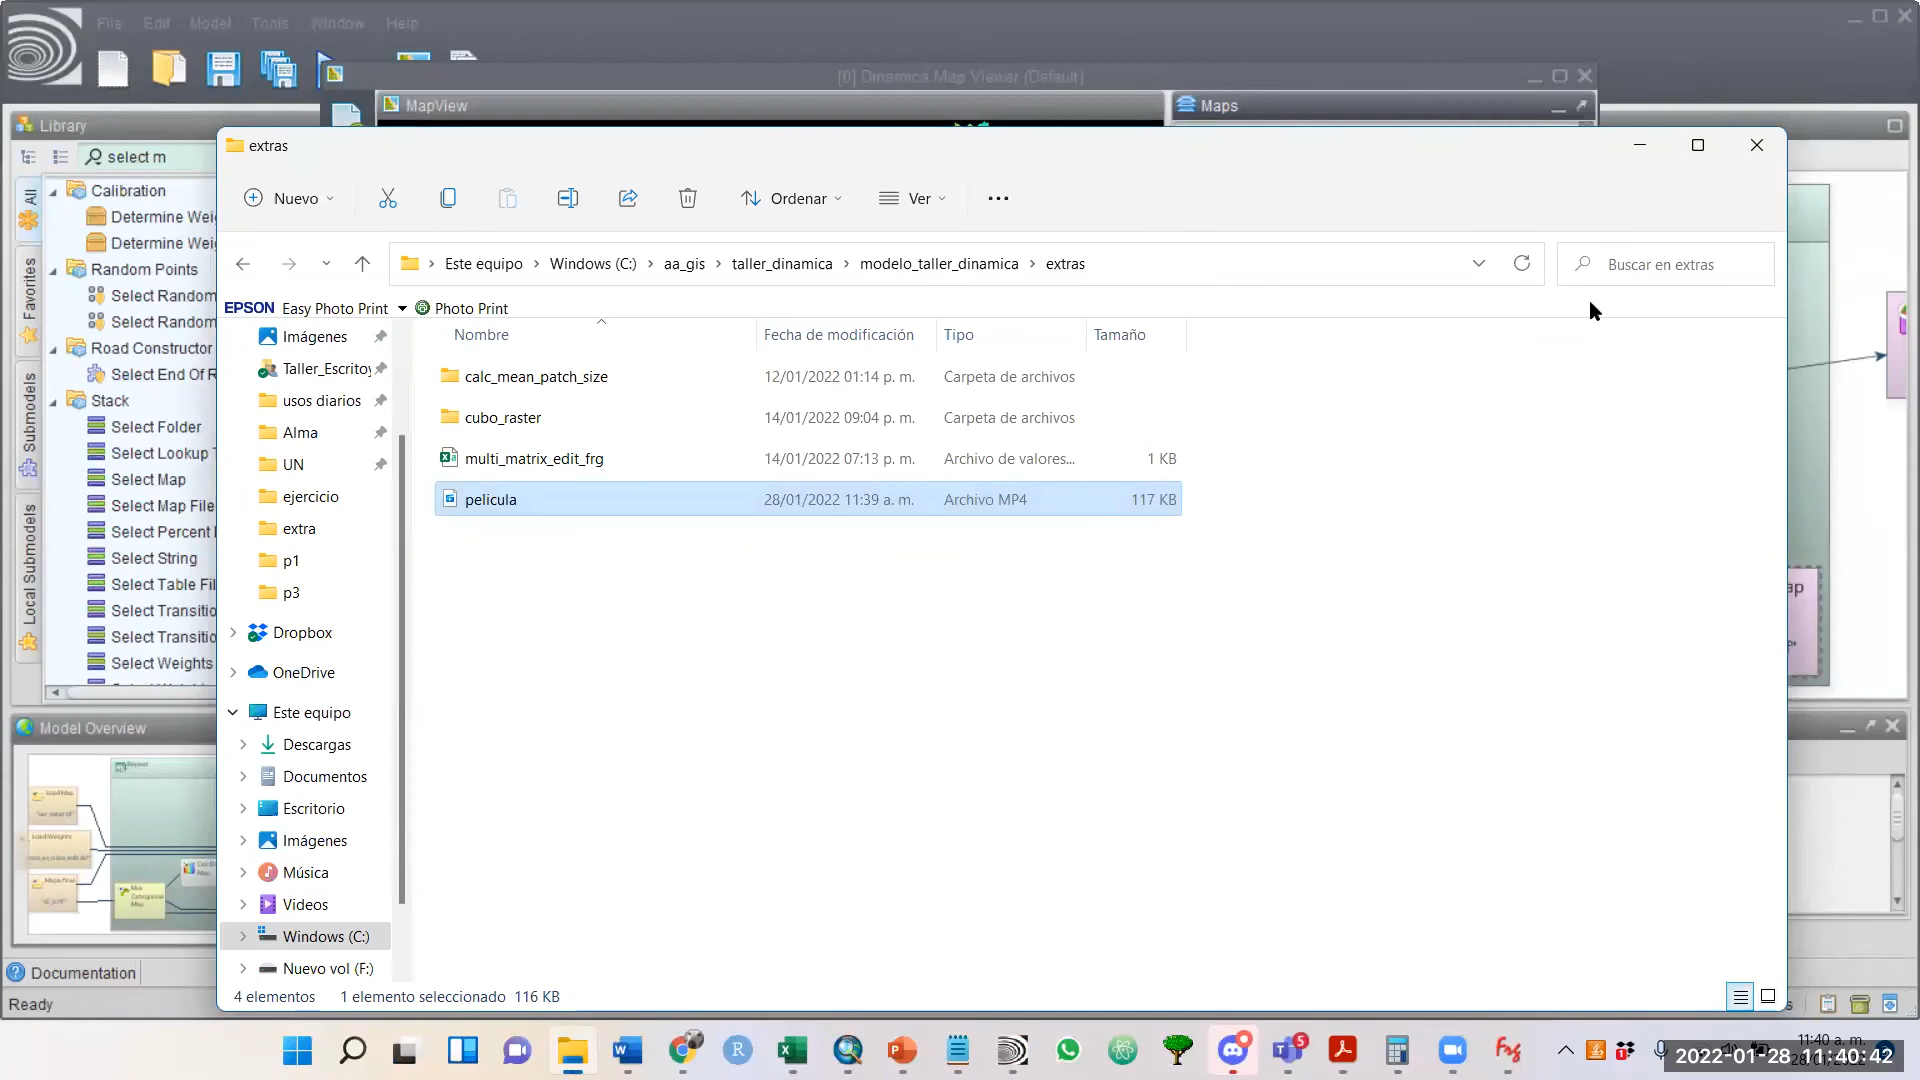 File Edit Model Tools Window Help
[0] Dinamica Map Viewer (Default)
MapView
Maps
Library
select m
All
Favorites
Submodels
Local Submodels
Calibration
Determine Wei
Determine Wei
Random Points
Select Random
Select Random
Road Constructor
Select End Of R
Stack
Select Folder
Select Lookup T
Select Map
Select Map File
Select Percent
Select String
Select Table Fil
Select Transitio
Select Transitio
Select Weights
Model Overview
Documentation
Ready
extras
Nuevo
Ordenar
Ver
Este equipo > Windows (C:) > aa_gis > taller_dinamica > modelo_taller_dinamica > extras
Buscar en extras
EPSON Easy Photo Print Photo Print
Imágenes
Taller_Escrito
usos diarios
Alma
UN
ejercicio
extra
p1
p3
Dropbox
OneDrive
Este equipo
Descargas
Documentos
Escritorio
Imágenes
Música
Videos
Windows (C:)
Nuevo vol (F:)
Nombre Fecha de modificación Tipo Tamaño
calc_mean_patch_size 12/01/2022 01:14 p. m. Carpeta de archivos
cubo_raster 14/01/2022 09:04 p. m. Carpeta de archivos
multi_matrix_edit_frg 14/01/2022 07:13 p. m. Archivo de valores... 1 KB
pelicula 28/01/2022 11:39 a. m. Archivo MP4 117 KB
4 elementos 1 elemento seleccionado 116 KB
ap
11:40 a. m.
2022-01-28 11:40:42